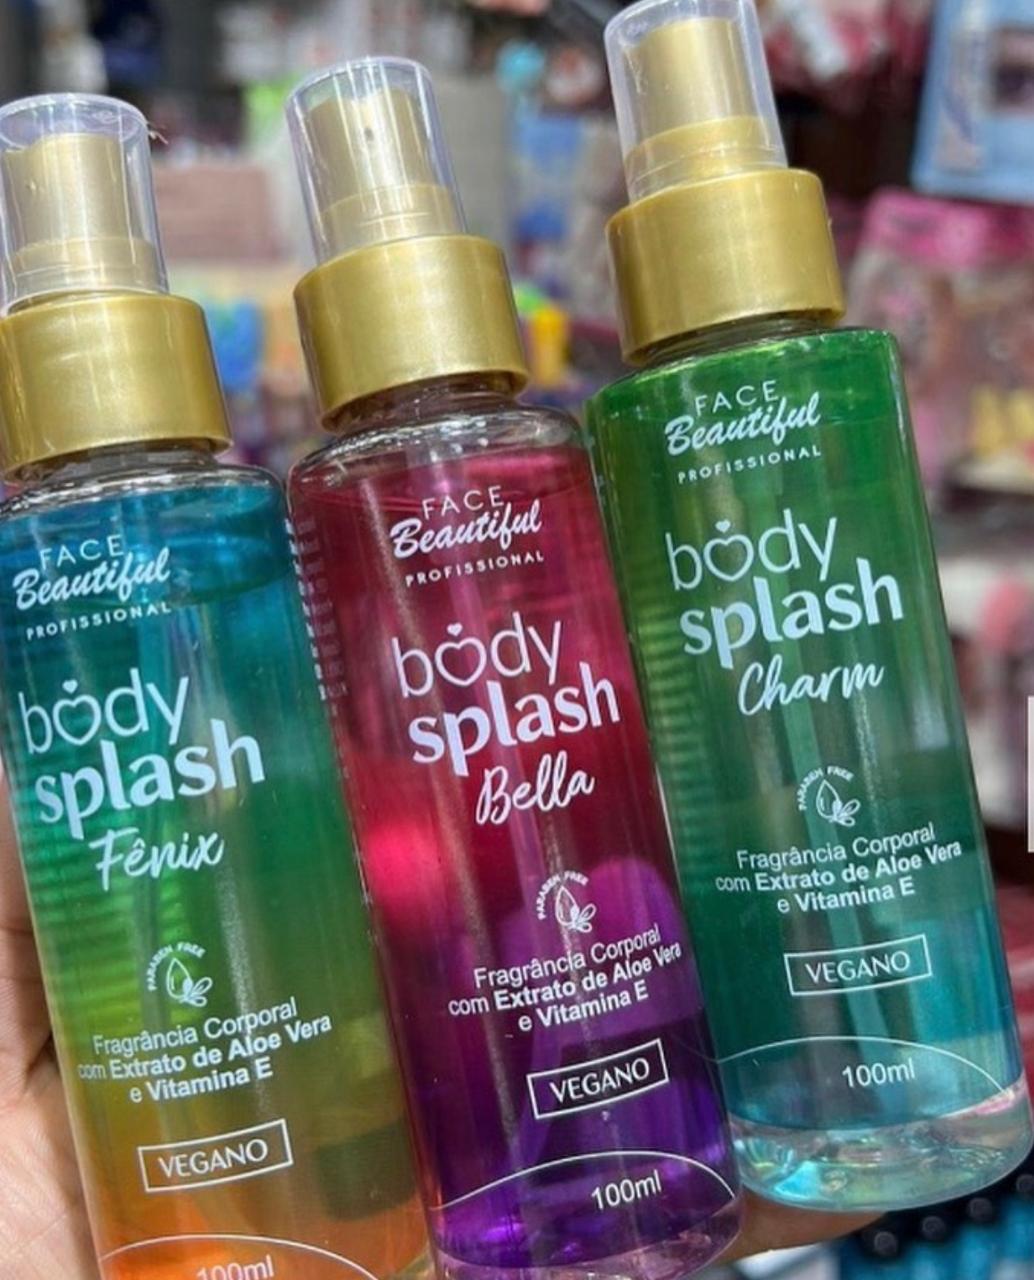 FACE
Beautiful
PROFISSIONAL
body
splash
Fênix
PARABEN FREE
Fragrância Corporal
com Extrato de Aloe Vera
e Vitamina E
VEGANO
100ml
FACE
Beautiful
PROFISSIONAL
body
splash
Bella
PARABEN FREE
Fragrância Corporal
com Extrato de Aloe Vera
e Vitamina E
VEGANO
100ml
FACE
Beautiful
PROFISSIONAL
body
splash
Charm
PARABEN FREE
Fragrância Corporal
com Extrato de Aloe Vera
e Vitamina E
VEGANO
100ml